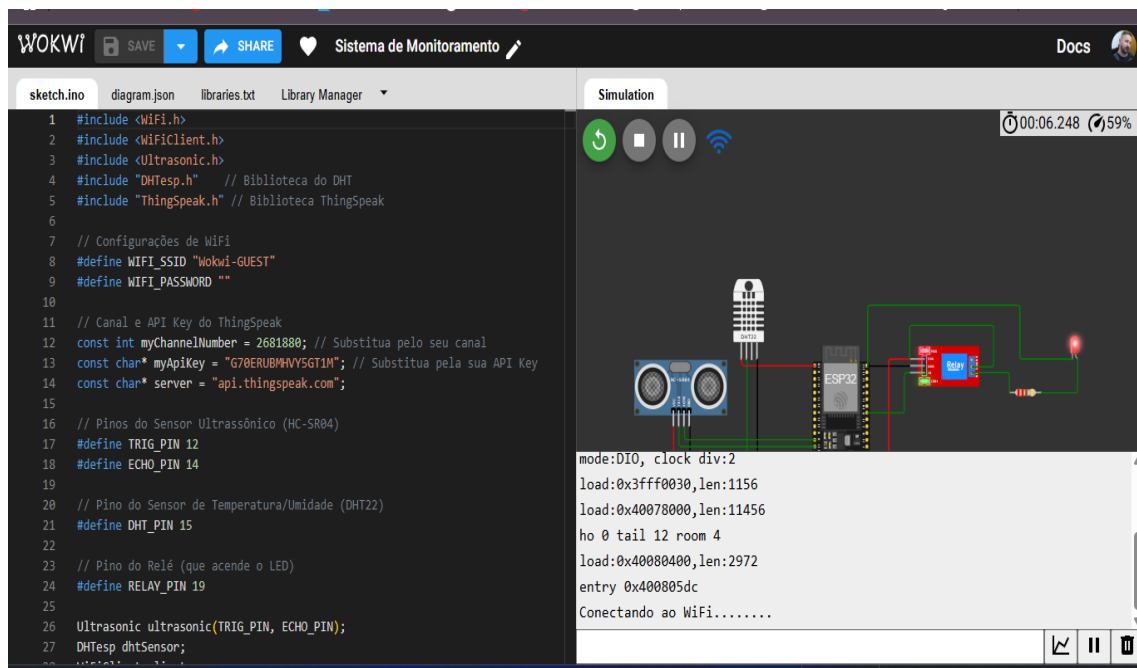 WOKWi SAVE SHARE Sistema de Monitoramento Docs
sketch.ino diagram.json libraries.txt Library Manager
1 #include <WiFi.h>
2 #include <WiFiClient.h>
3 #include <Ultrasonic.h>
4 #include "DHTesp.h" // Biblioteca do DHT
5 #include "ThingSpeak.h" // Biblioteca ThingSpeak
6
7 // Configurações de WiFi
8 #define WIFI_SSID "Wokwi-GUEST"
9 #define WIFI_PASSWORD ""
10
11 // Canal e API Key do ThingSpeak
12 const int myChannelNumber = 2681880; // Substitua pelo seu canal
13 const char* myApiKey = "G70ERUBMHVY5GT1M"; // Substitua pela sua API Key
14 const char* server = "api.thingspeak.com";
15
16 // Pinos do Sensor Ultrassônico (HC-SR04)
17 #define TRIG_PIN 12
18 #define ECHO_PIN 14
19
20 // Pino do Sensor de Temperatura/Umidade (DHT22)
21 #define DHT_PIN 15
22
23 // Pino do Relé (que acende o LED)
24 #define RELAY_PIN 19
25
26 Ultrasonic ultrasonic(TRIG_PIN, ECHO_PIN);
27 DHTesp dhtSensor;
Simulation
00:06.248 59%
DHT22
HC-SR04
ESP32
Relay
mode:DIO, clock div:2
load:0x3fff0030,len:1156
load:0x40078000,len:11456
ho 0 tail 12 room 4
load:0x40080400,len:2972
entry 0x400805dc
Conectando ao WiFi........